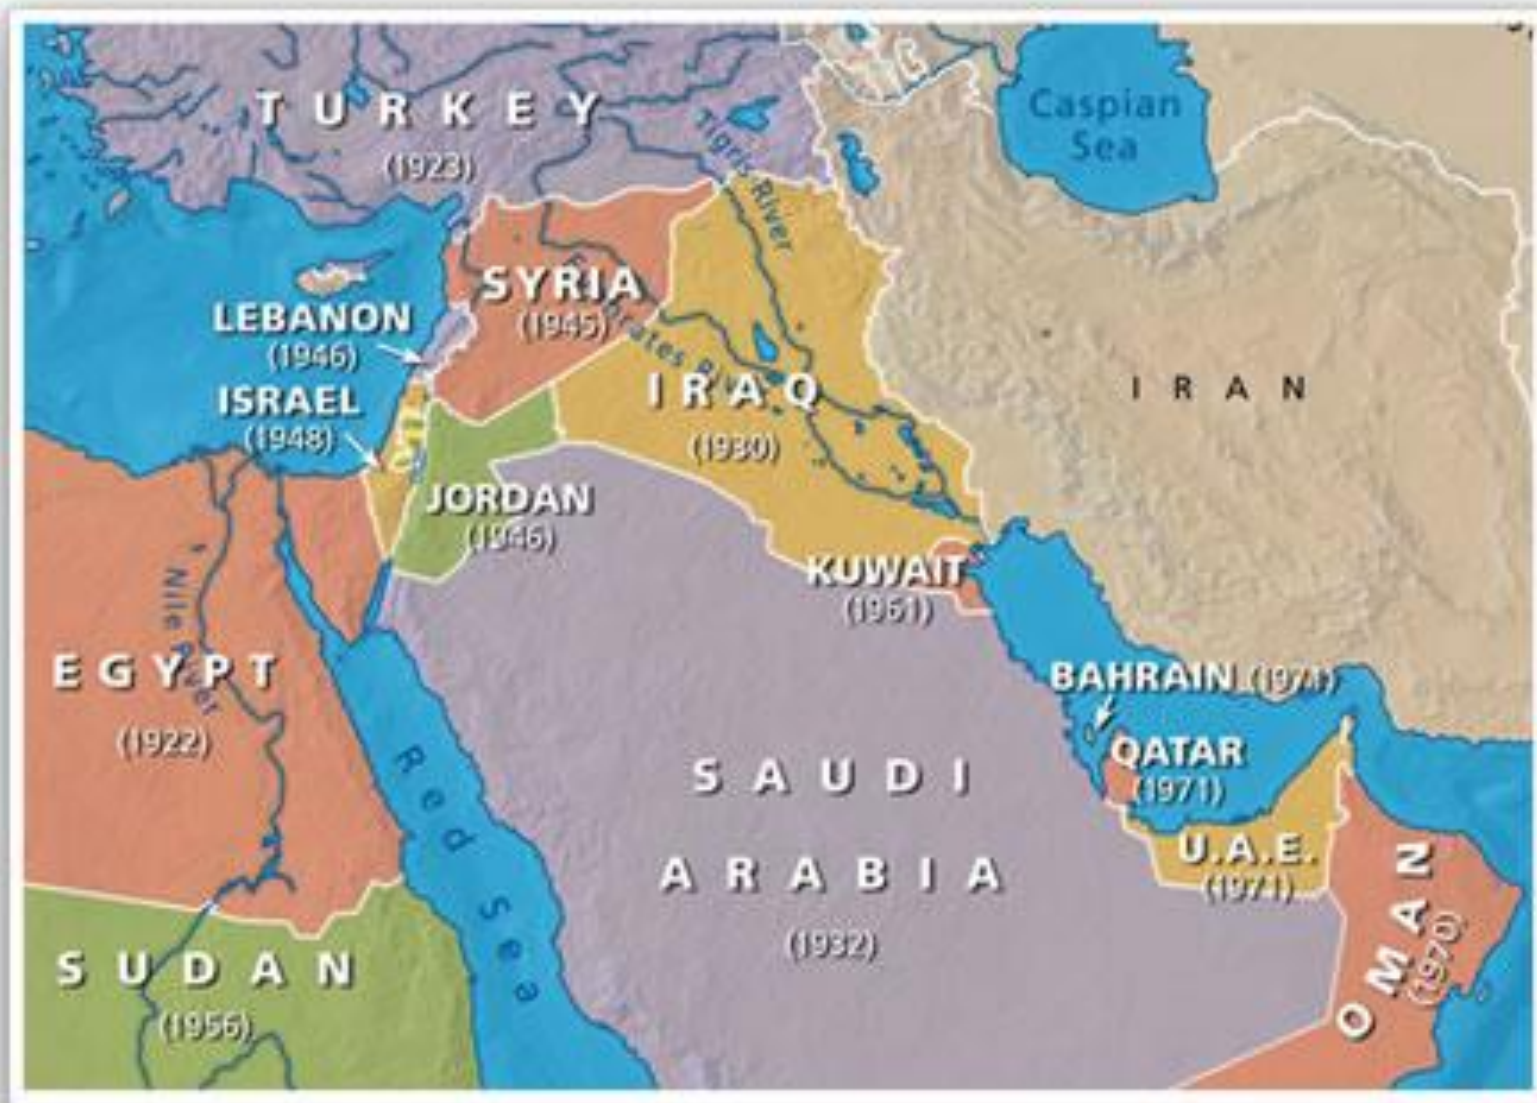 Caspian
Sea
TURKEY
(1923)
Tigris River
SYRIA
(1945)
LEBANON
(1946)
ISRAEL
(1948)
IRAQ
(1930)
IRAN
JORDAN
(1946)
KUWAIT
(1961)
Nile River
EGYPT
(1922)
BAHRAIN (1971)
QATAR
(1971)
Red Sea
SAUDI
ARABIA
(1932)
U.A.E.
(1971)
OMAN
(1970)
SUDAN
(1956)